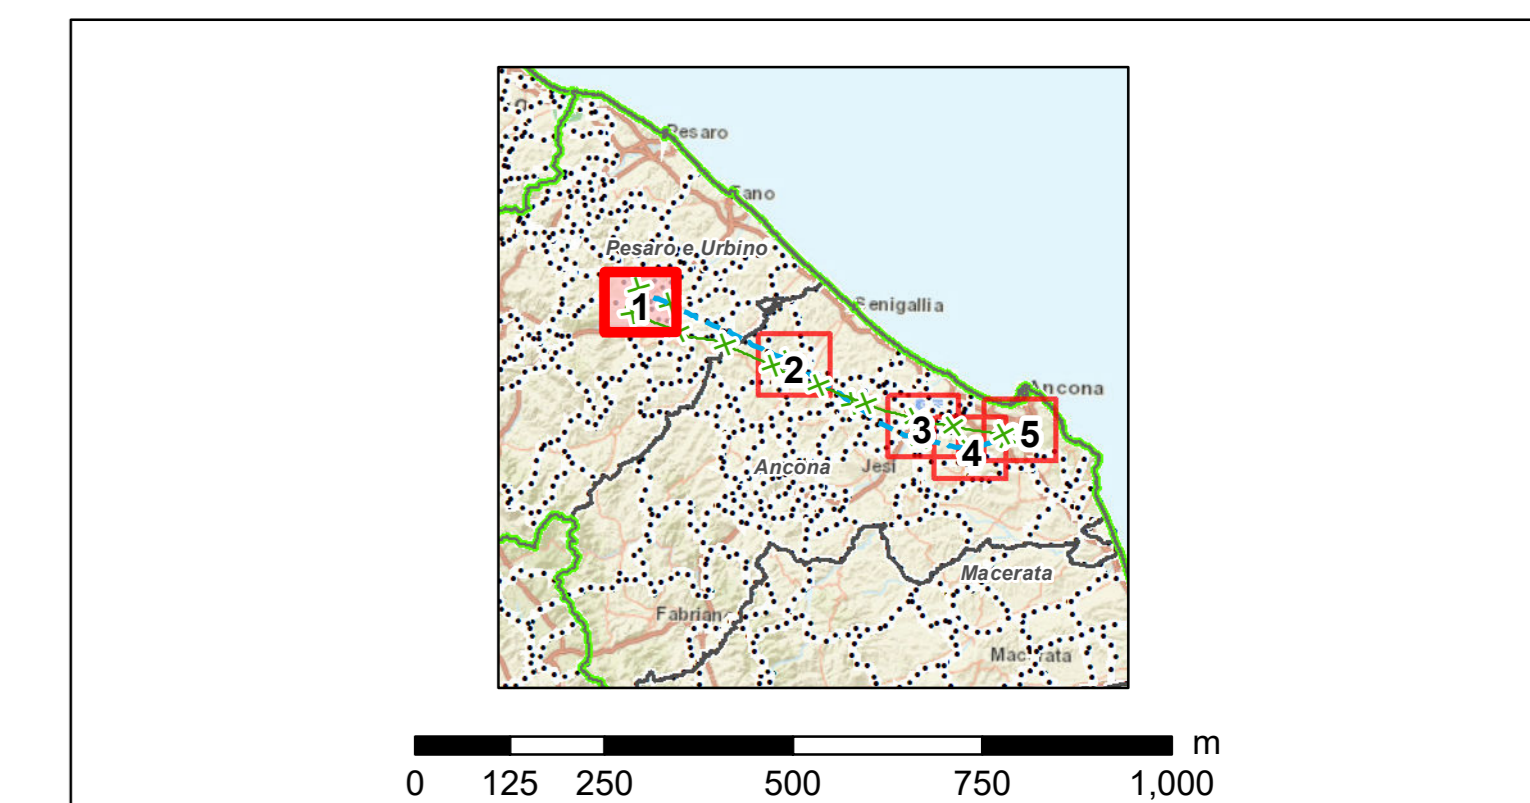 Pesaro
Fano
Pesaro e Urbino
1
Senigallia
2
Ancona
3
5
4
Ancona
Jesi
Macerata
Fabrian
Macerata
m
0 125 250 500 750 1,000